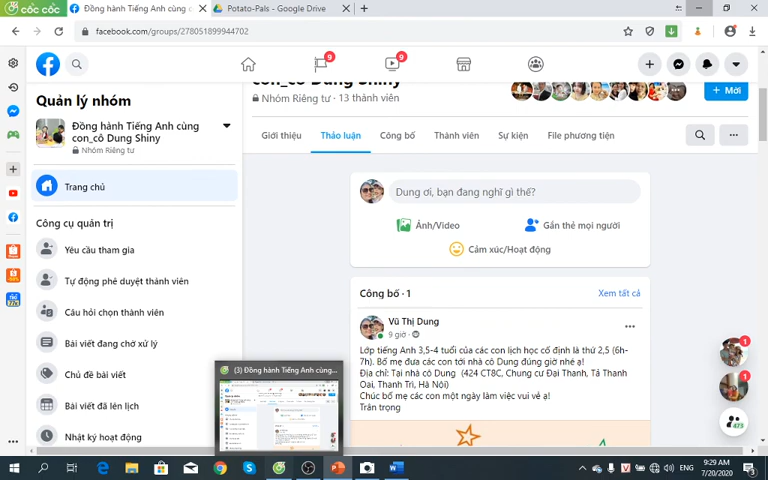 CỐC CỐC
Đồng hành Tiếng Anh cùng
Potato-Pals - Google Drive
facebook.com/groups/278051899944702
9
9
con_cô Dung Shiny
Nhóm Riêng tư · 13 thành viên
+ Mời
Quản lý nhóm
Đồng hành Tiếng Anh cùng
con_cô Dung Shiny
Nhóm Riêng tư
Giới thiệu
Thảo luận
Công bố
Thành viên
Sự kiện
File phương tiện
Trang chủ
Công cụ quản trị
Yêu cầu tham gia
Tự động phê duyệt thành viên
Câu hỏi chọn thành viên
Bài viết đang chờ xử lý
Chủ đề bài viết
Bài viết đã lên lịch
Nhật ký hoạt động
Dung ơi, bạn đang nghĩ gì thế?
Ảnh/Video
Gắn thẻ mọi người
Cảm xúc/Hoạt động
Công bố · 1
Xem tất cả
Vũ Thị Dung
9 giờ
Lớp tiếng Anh 3,5-4 tuổi của các con lịch học cố định là thứ 2,5 (6h-
7h). Bố mẹ đưa các con tới nhà cô Dung đúng giờ nhé ạ!
Địa chỉ: Tại nhà cô Dung (424 CT8C, Chung cư Đại Thanh, Tả Thanh
Oai, Thanh Trì, Hà Nội)
Chúc bố mẹ các con một ngày làm việc vui vẻ ạ!
Trân trọng
(3) Đồng hành Tiếng Anh cùng...
1
1
473
ENG
9:29 AM
7/20/2020
3